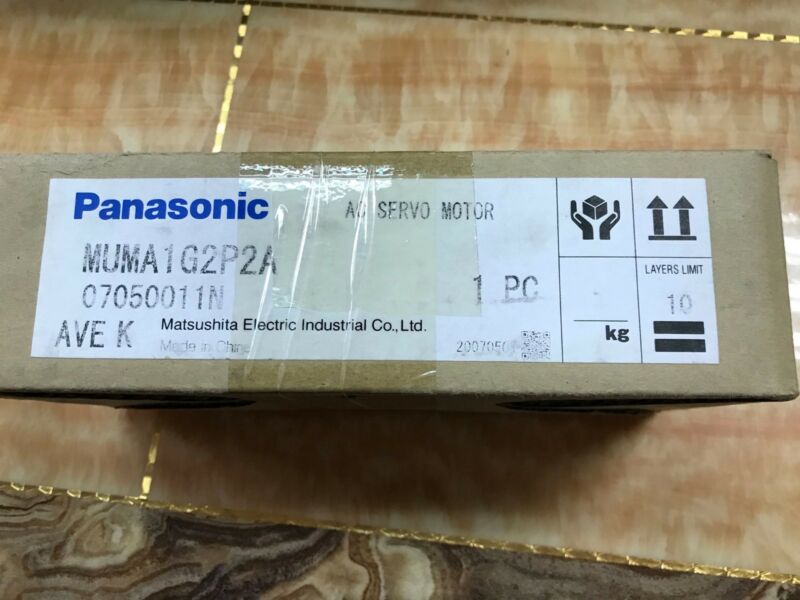 Panasonic AC SERVO MOTOR
MUMA1G2P2A
07050011N 1 PC
AVE K Matsushita Electric Industrial Co., Ltd.
Made in China
LAYERS LIMIT
10
kg